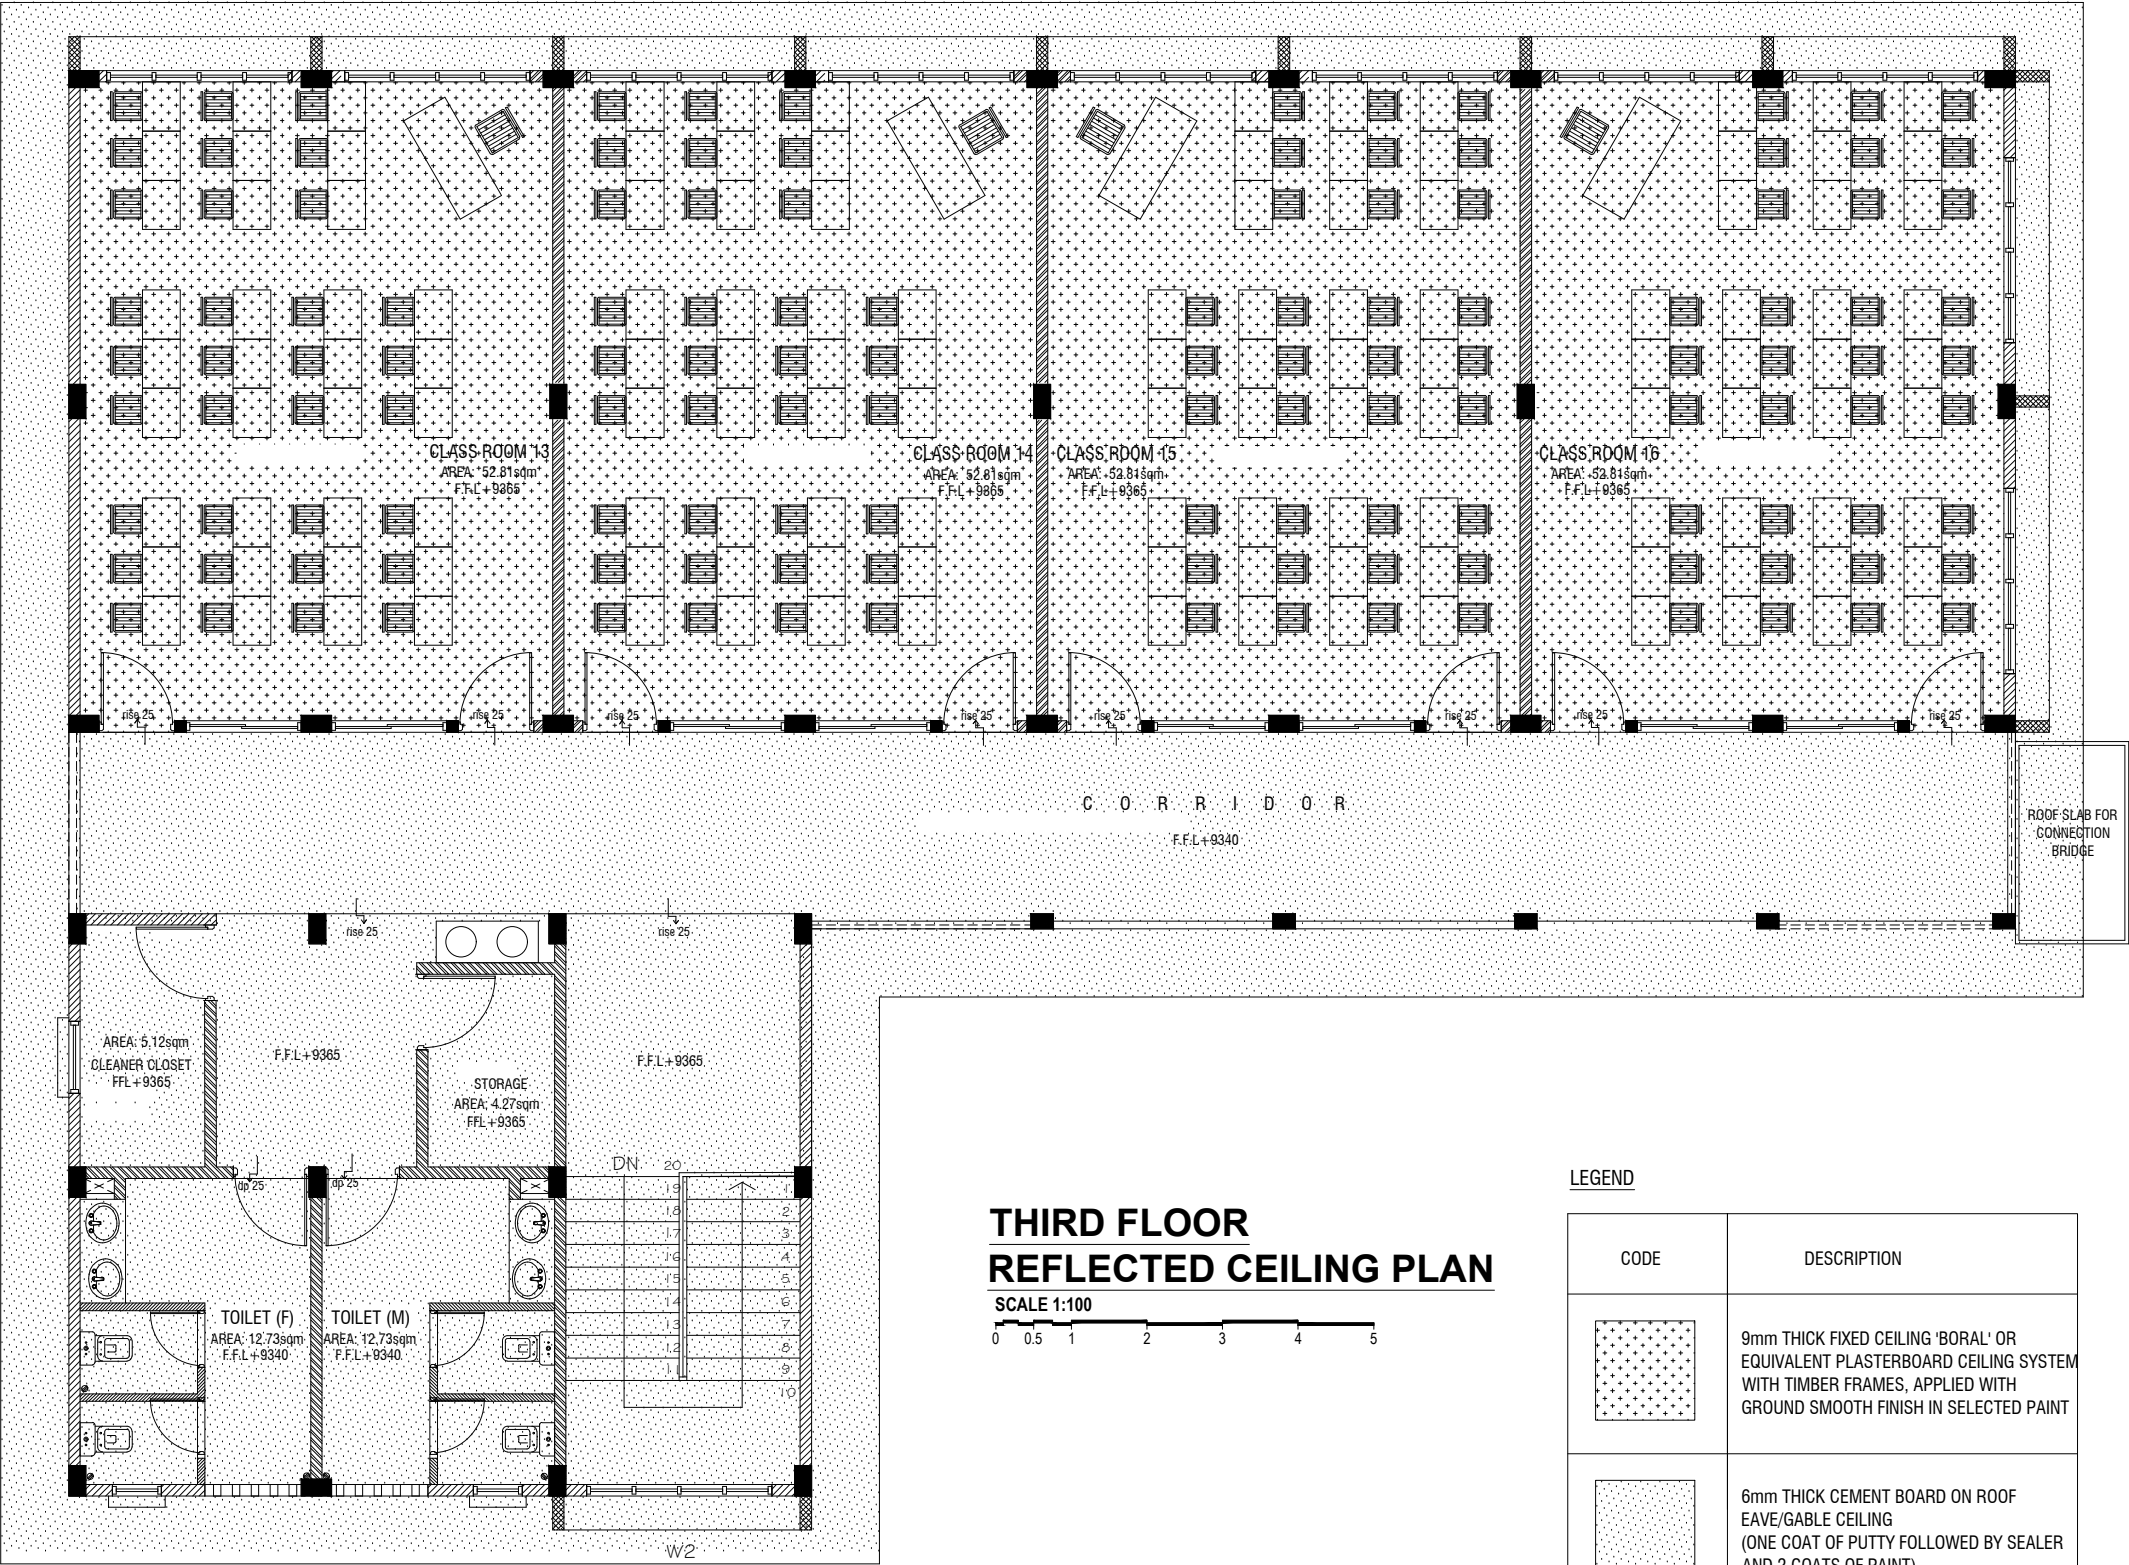 CLASS ROOM 13
AREA: 52.81sqm
F.F.L+9365
CLASS ROOM 14
AREA: 52.81sqm
F.F.L+9365
CLASS ROOM 15
AREA: 52.81sqm
F.F.L+9365
CLASS ROOM 16
AREA: 52.81sqm
F.F.L+9365
rise 25
rise 25
rise 25
rise 25
rise 25
rise 25
rise 25
rise 25
C O R R I D O R
F.F.L+9340
ROOF SLAB FOR
CONNECTION
BRIDGE
rise 25
rise 25
AREA: 5.12sqm
CLEANER CLOSET
FFL+9365
F.F.L+9365
STORAGE
AREA: 4.27sqm
FFL+9365
F.F.L+9365
dp 25
dp 25
DN
20
19
18
17
16
15
14
13
12
11
1
2
3
4
5
6
7
8
9
10
TOILET (F)
AREA: 12.73sqm
F.F.L+9340
TOILET (M)
AREA: 12.73sqm
F.F.L+9340
W2
THIRD FLOOR
REFLECTED CEILING PLAN
SCALE 1:100
0 0.5 1 2 3 4 5
LEGEND
CODE DESCRIPTION
9mm THICK FIXED CEILING 'BORAL' OR
EQUIVALENT PLASTERBOARD CEILING SYSTEM
WITH TIMBER FRAMES, APPLIED WITH
GROUND SMOOTH FINISH IN SELECTED PAINT
6mm THICK CEMENT BOARD ON ROOF
EAVE/GABLE CEILING
(ONE COAT OF PUTTY FOLLOWED BY SEALER
AND 2 COATS OF PAINT)